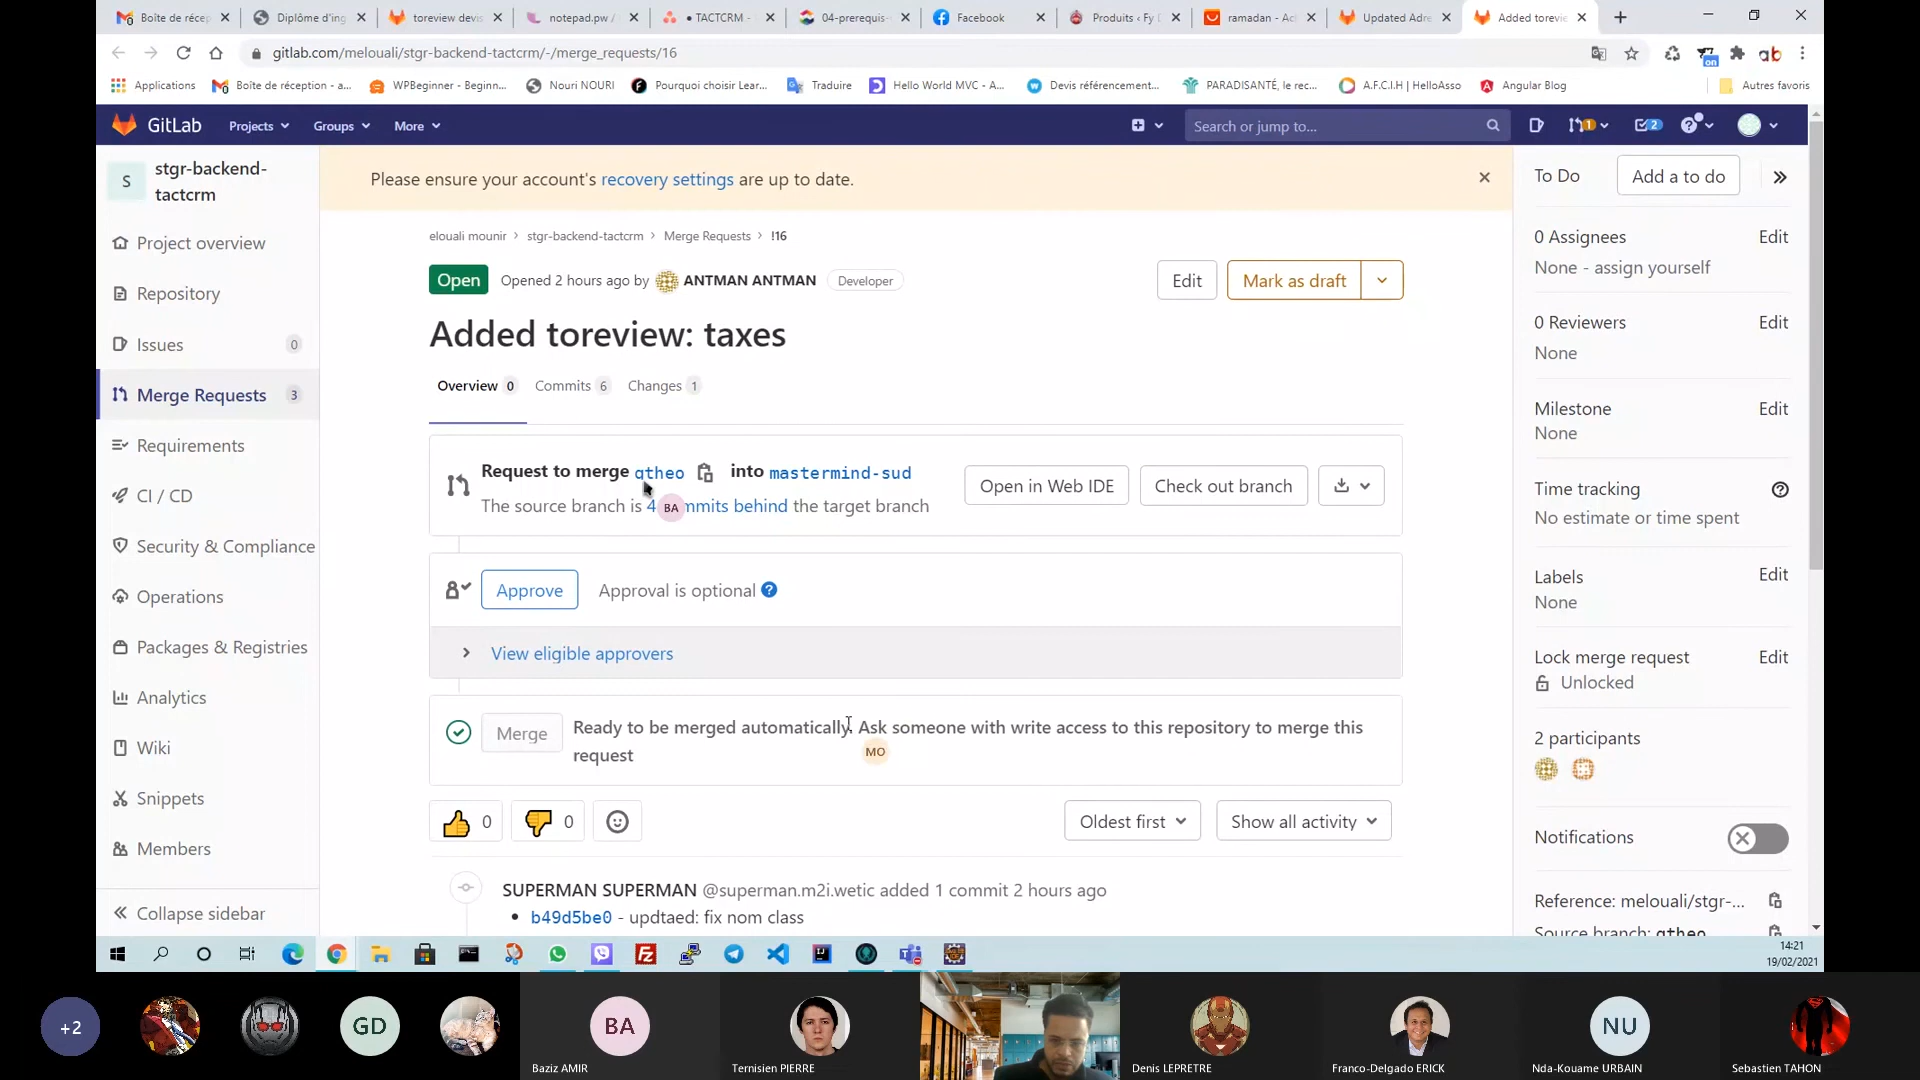 Boîte de récep
Diplôme d'ing
toreview devis
notepad.pw /
• TACTCRM -
04-prerequis-
Facebook
Produits ‹ Fy D
ramadan - Ach
Updated Adre
Added torevie
gitlab.com/melouali/stgr-backend-tactcrm/-/merge_requests/16
on
ab
Applications
Boîte de réception - a...
WPBeginner - Beginn...
Nouri NOURI
Pourquoi choisir Lear...
Traduire
Hello World MVC - A...
Devis référencement...
PARADISANTÉ, le rec...
A.F.C.I.H | HelloAsso
Angular Blog
Autres favoris
GitLab
Projects
Groups
More
Search or jump to...
1
2
S
stgr-backend-
tactcrm
Project overview
Repository
Issues 0
Merge Requests 3
Requirements
CI / CD
Security & Compliance
Operations
Packages & Registries
Analytics
Wiki
Snippets
Members
Collapse sidebar
Please ensure your account's recovery settings are up to date.
elouali mounir › stgr-backend-tactcrm › Merge Requests › !16
Open Opened 2 hours ago by ANTMAN ANTMAN Developer
Edit
Mark as draft
Added toreview: taxes
Overview 0 Commits 6 Changes 1
Request to merge qtheo into mastermind-sud
The source branch is 4 mmits behind the target branch
BA
Open in Web IDE
Check out branch
Approve Approval is optional
View eligible approvers
Merge Ready to be merged automatically. Ask someone with write access to this repository to merge this
request
MO
0
0
Oldest first
Show all activity
SUPERMAN SUPERMAN @superman.m2i.wetic added 1 commit 2 hours ago
• b49d5be0 - updtaed: fix nom class
To Do Add a to do
0 Assignees Edit
None - assign yourself
0 Reviewers Edit
None
Milestone Edit
None
Time tracking
No estimate or time spent
Labels Edit
None
Lock merge request Edit
Unlocked
2 participants
Notifications
Reference: melouali/stgr-...
Source branch: qtheo
14:21
19/02/2021
+2
GD
BA
Baziz AMIR
Ternisien PIERRE
Denis LEPRETRE
Franco-Delgado ERICK
NU
Nda-Kouame URBAIN
Sebastien TAHON